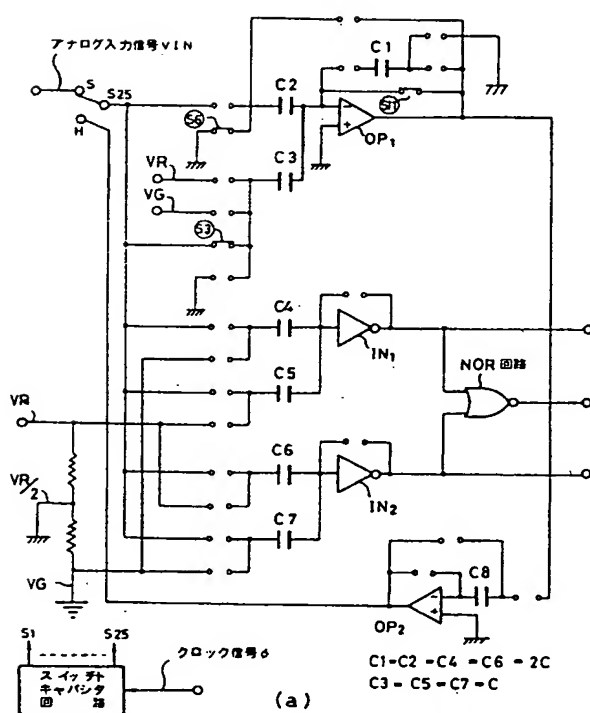 アナログ入力信号VIN
S
S25
H
C1
C2
S6
S11
OP1
VR
C3
VG
S3
C4
IN1
C5
NOR回路
VR
C6
VR/2
IN2
C7
VG
C8
OP2
S1 S25
クロック信号φ
スイッチト
キャパシタ
回路
(a)
C1=C2=C4=C6=2C
C3=C5=C7=C